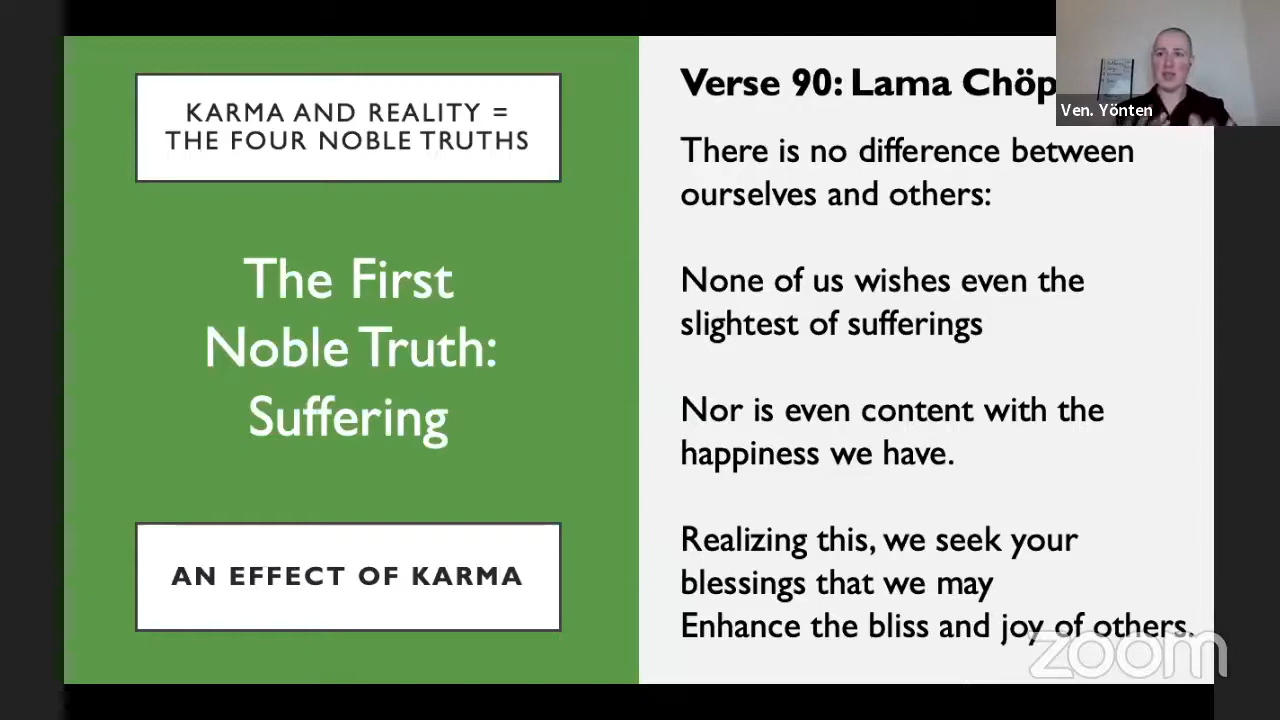 KARMA AND REALITY =
THE FOUR NOBLE TRUTHS
The First
Noble Truth:
Suffering
AN EFFECT OF KARMA
Verse 90: Lama Chöp
There is no difference between
ourselves and others:
None of us wishes even the
slightest of sufferings
Nor is even content with the
happiness we have.
Realizing this, we seek your
blessings that we may
Enhance the bliss and joy of others.
Ven. Yönten
zoom